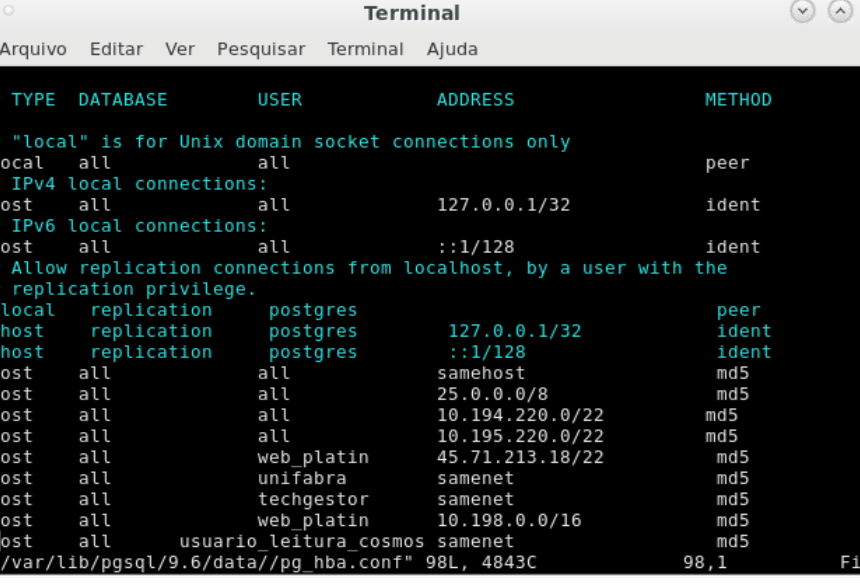 Terminal
Arquivo Editar Ver Pesquisar Terminal Ajuda
TYPE DATABASE USER ADDRESS METHOD
"local" is for Unix domain socket connections only
ocal all all peer
IPv4 local connections:
ost all all 127.0.0.1/32 ident
IPv6 local connections:
ost all all ::1/128 ident
Allow replication connections from localhost, by a user with the
replication privilege.
local replication postgres peer
host replication postgres 127.0.0.1/32 ident
host replication postgres ::1/128 ident
ost all all samehost md5
ost all all 25.0.0.0/8 md5
ost all all 10.194.220.0/22 md5
ost all all 10.195.220.0/22 md5
ost all web_platin 45.71.213.18/22 md5
ost all unifabra samenet md5
ost all techgestor samenet md5
ost all web_platin 10.198.0.0/16 md5
ost all usuario_leitura_cosmos samenet md5
/var/lib/pgsql/9.6/data//pg_hba.conf" 98L, 4843C 98,1 Fi